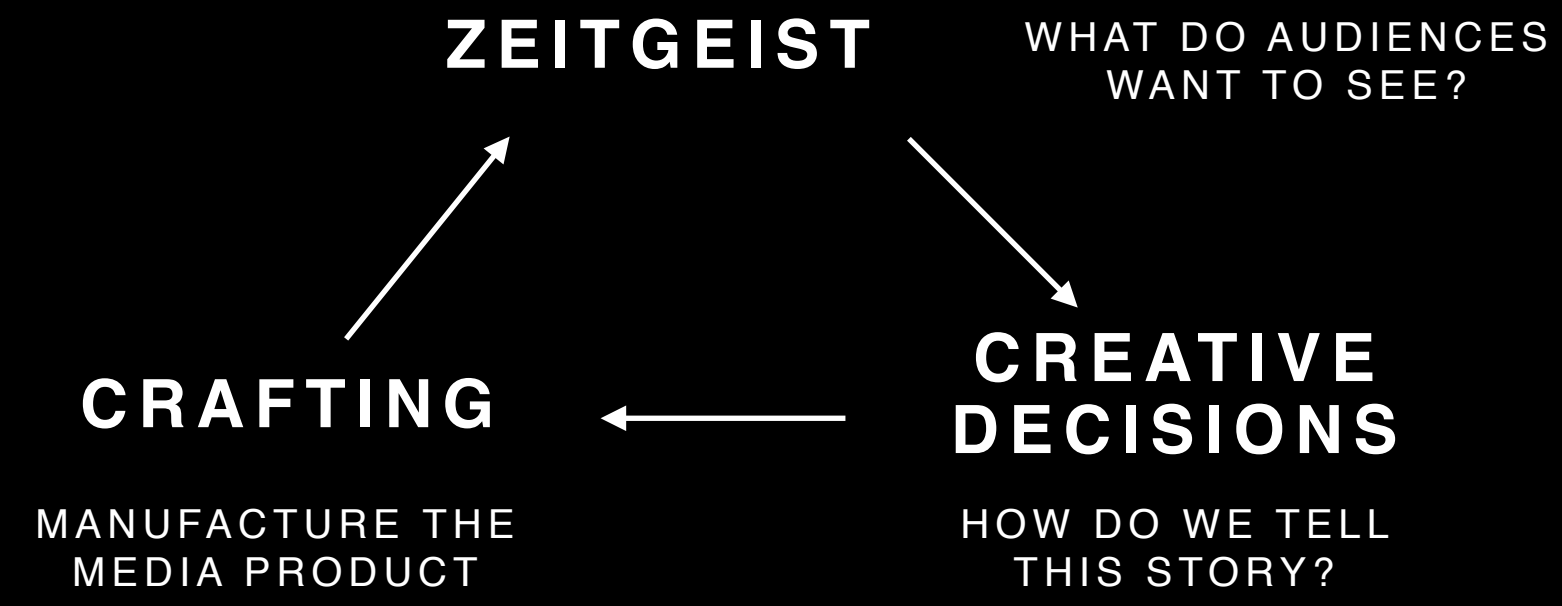 ZEITGEIST
WHAT DO AUDIENCES
WANT TO SEE?
CREATIVE
DECISIONS
HOW DO WE TELL
THIS STORY?
CRAFTING
MANUFACTURE THE
MEDIA PRODUCT